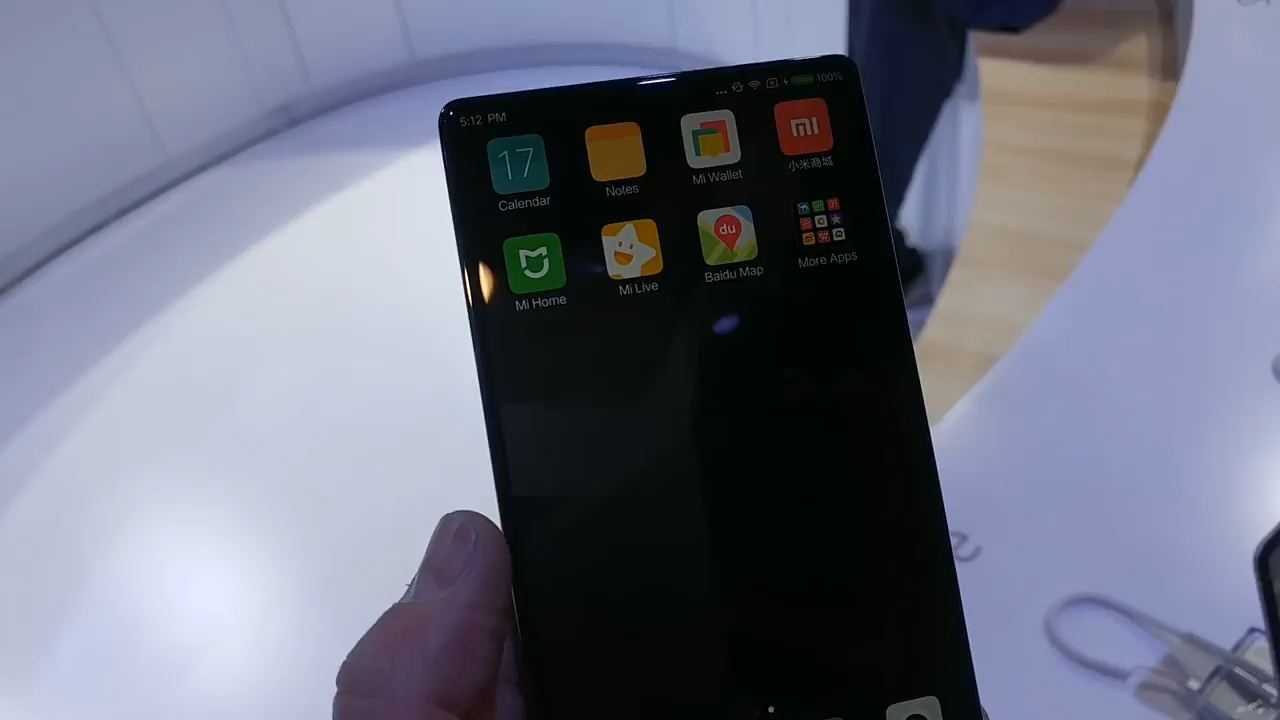 5:12 PM
... 100%
17
Calendar
Notes
Mi Wallet
mi
小米商城
Mi Home
Mi Live
du
Baidu Map
More Apps